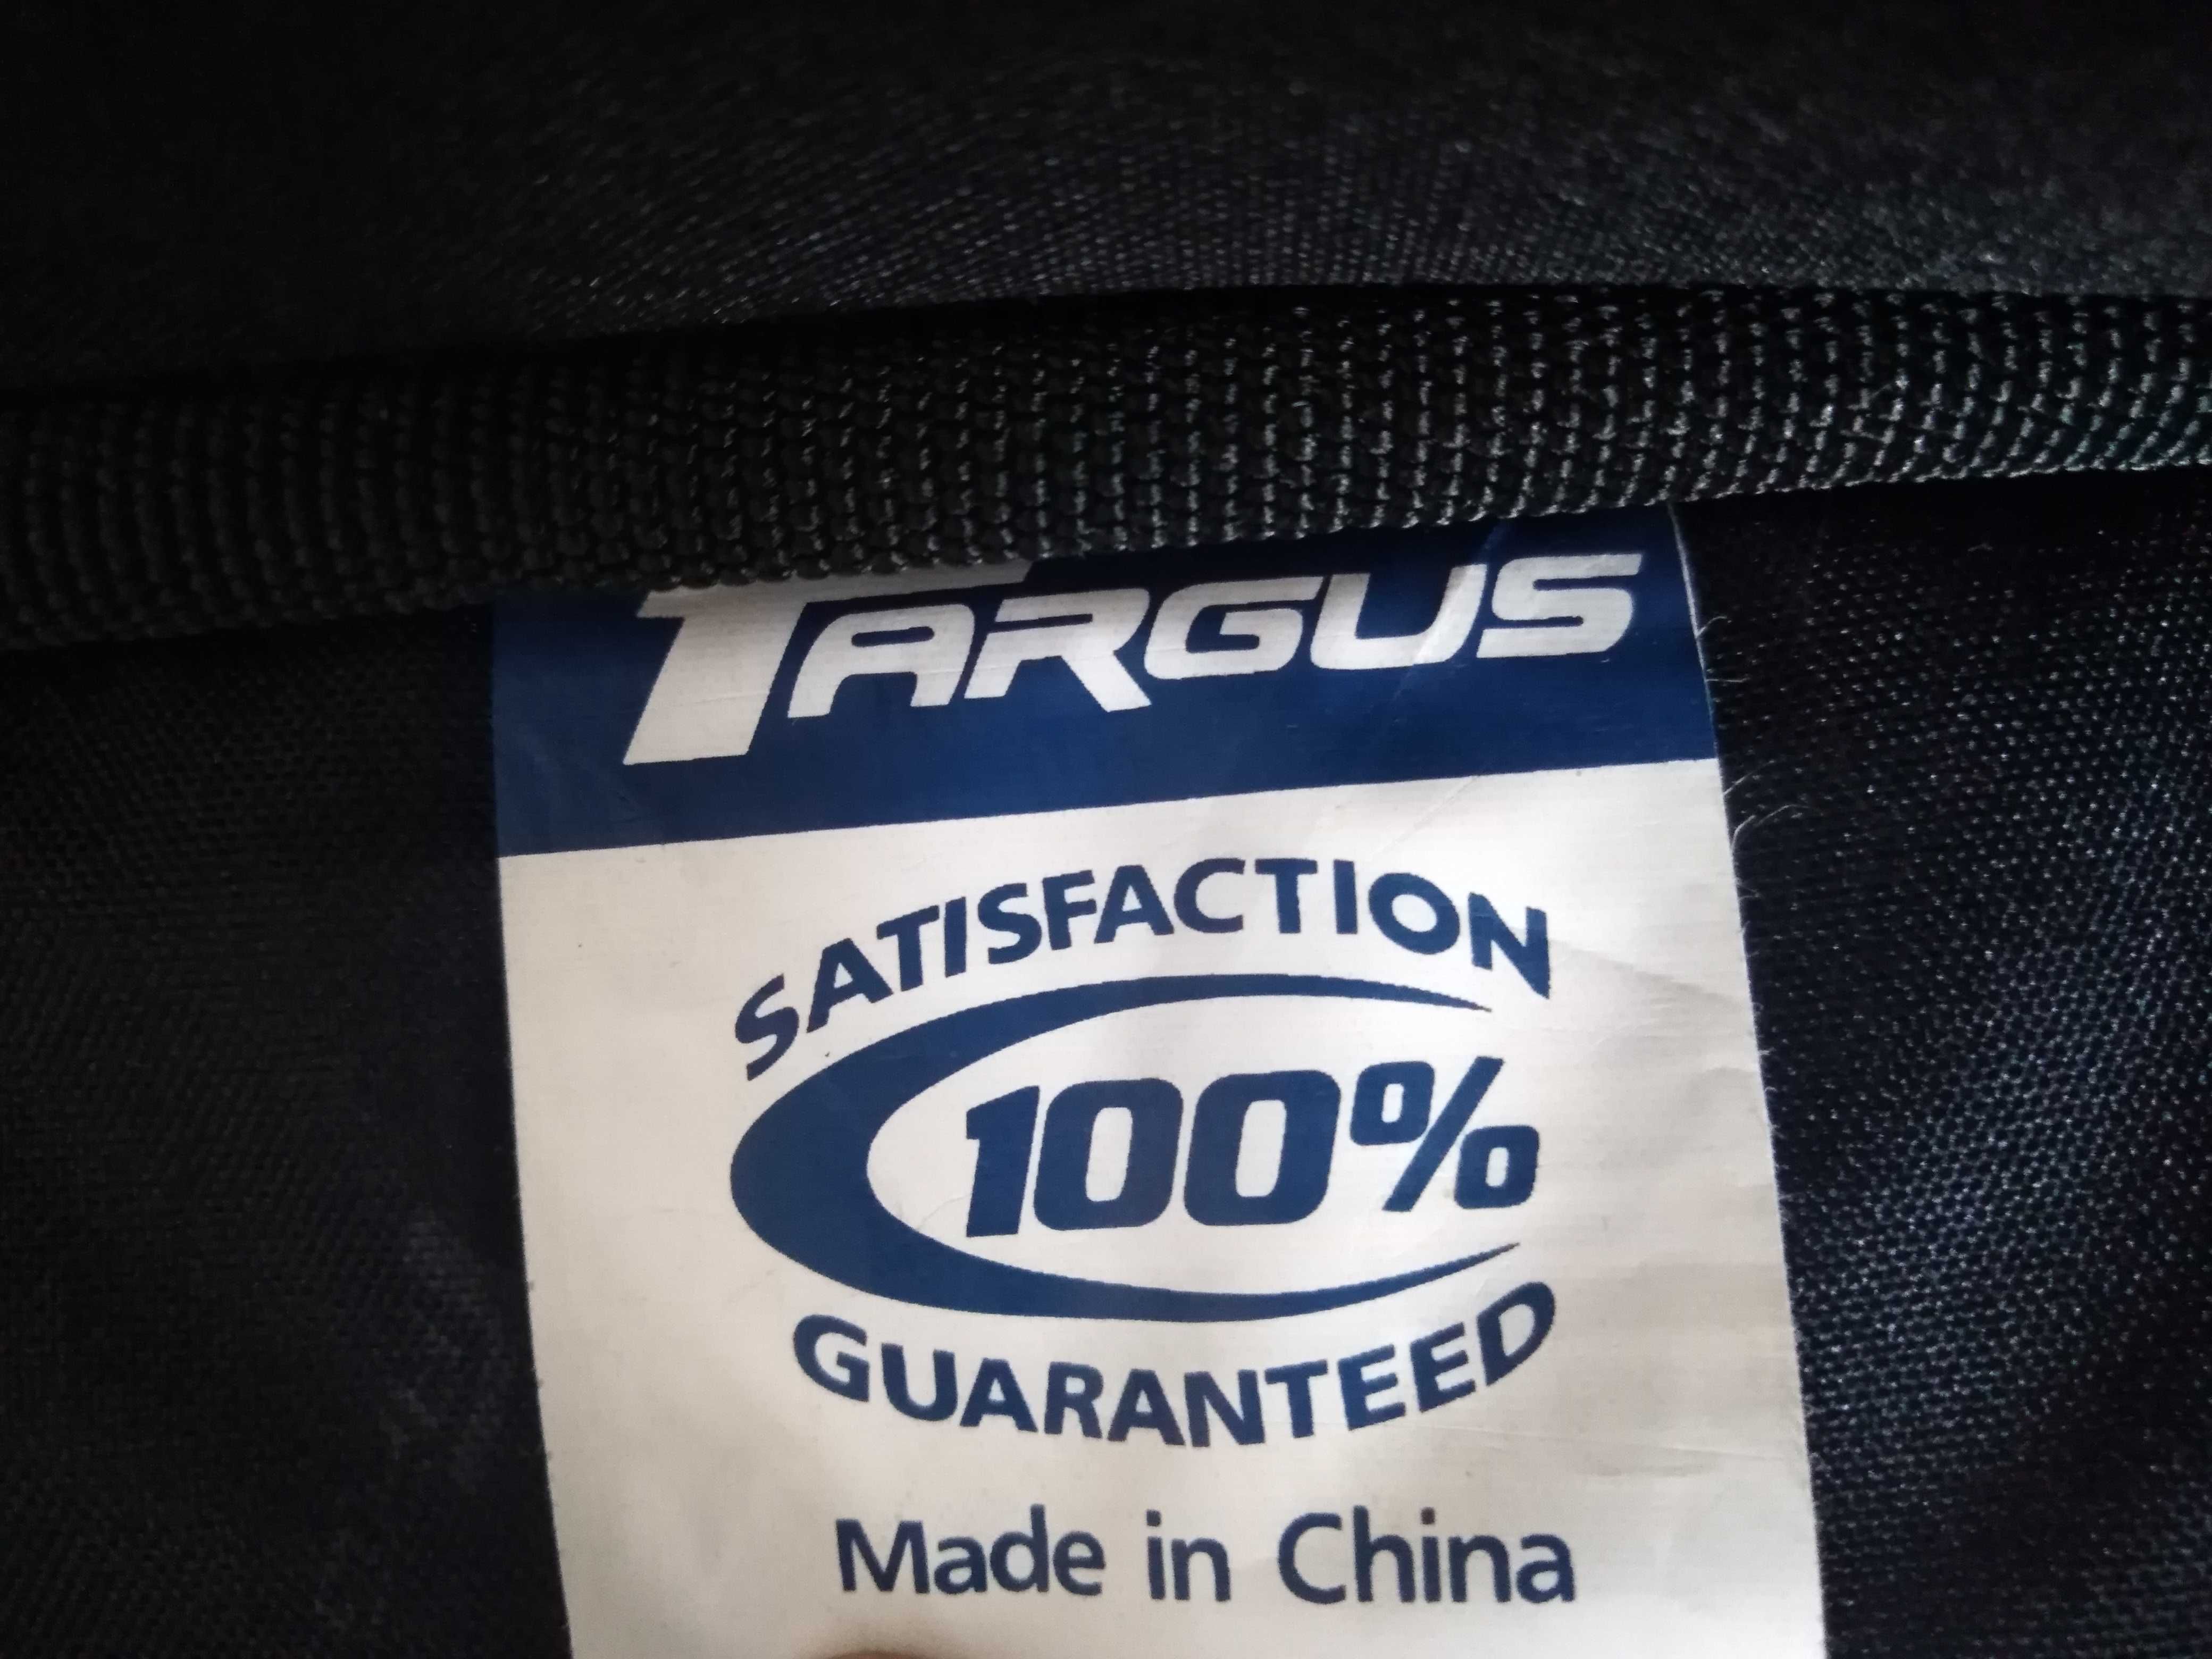 TARGUS
SATISFACTION
100%
GUARANTEED
Made in China